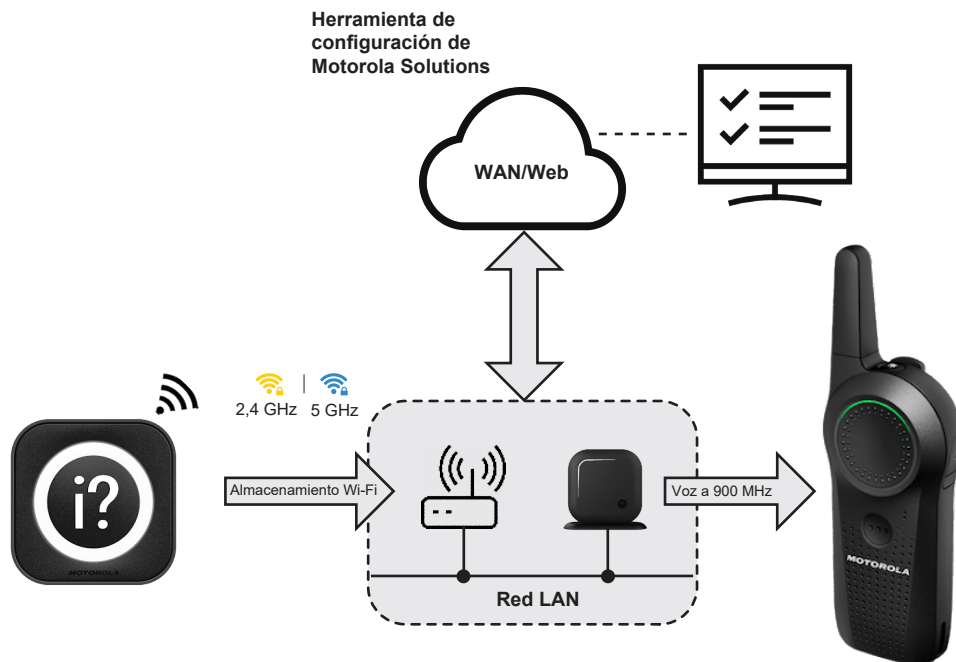 Herramienta de
configuración de
Motorola Solutions
WAN/Web
2,4 GHz
5 GHz
i?
MOTOROLA
Almacenamiento Wi-Fi
Voz a 900 MHz
Red LAN
MOTOROLA